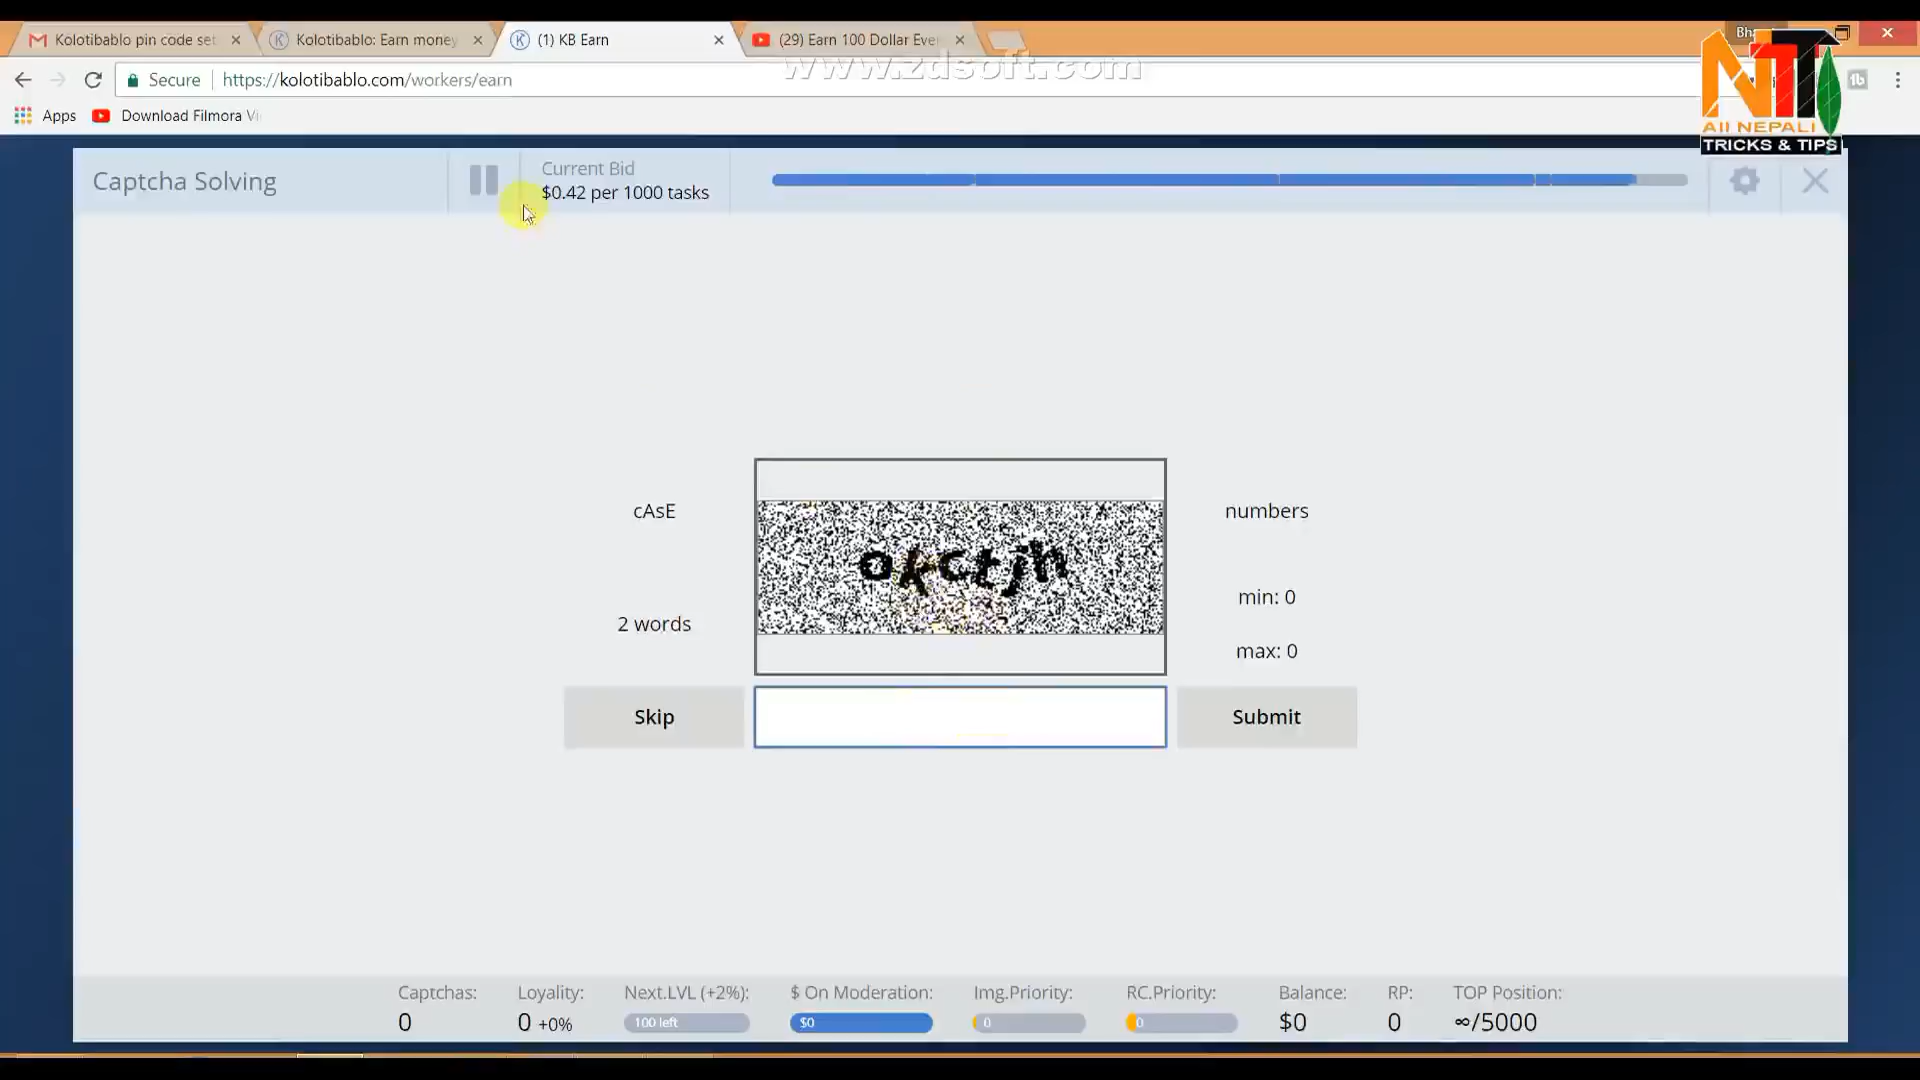 Kolotibablo pin code set
Kolotibablo: Earn money
(1) KB Earn
(29) Earn 100 Dollar Eve
www.zdsoft.com
Secure
https://kolotibablo.com/workers/earn
Apps
Download Filmora Vi
NTT
All NEPALI
TRICKS & TIPS
Captcha Solving
Current Bid
$0.42 per 1000 tasks
cAsE
numbers
2 words
min: 0
max: 0
Skip
Submit
Captchas:
0
Loyality:
0 +0%
Next.LVL (+2%):
100 left
$ On Moderation:
$0
Img.Priority:
0
RC.Priority:
0
Balance:
$0
RP:
0
TOP Position:
∞/5000